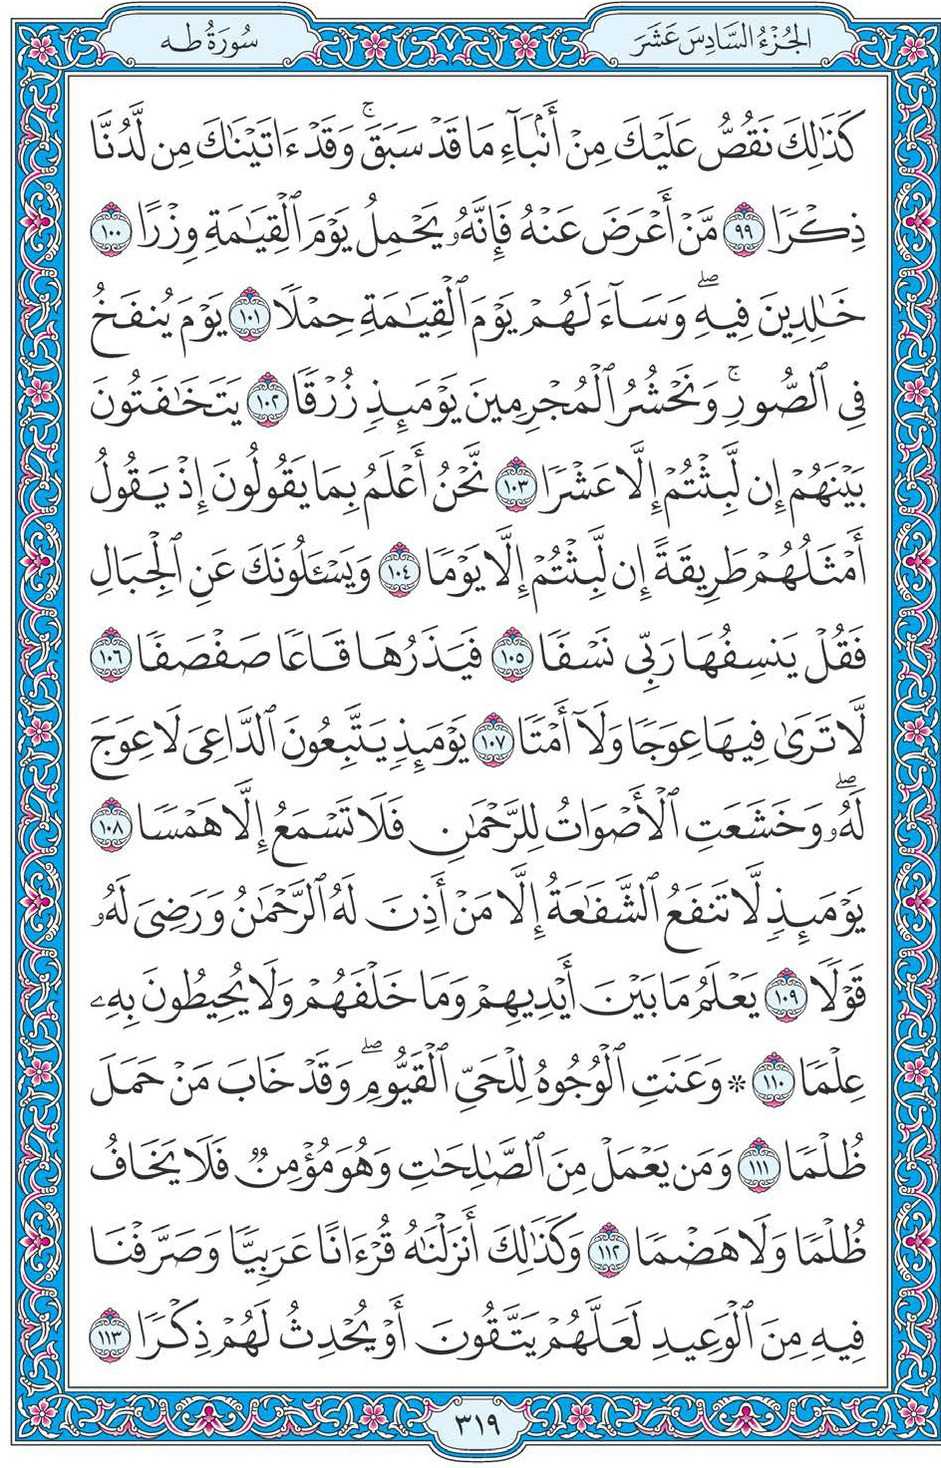 الجُزْءُ السَّادِسَ عَشَرَ
سُورَةُ طه
كَذَٰلِكَ نَقُصُّ عَلَيْكَ مِنْ أَنۢبَآءِ مَا قَدْ سَبَقَۚ وَقَدْ ءَاتَيْنَٰكَ مِن لَّدُنَّا
ذِكْرًا ٩٩ مَّنْ أَعْرَضَ عَنْهُ فَإِنَّهُۥ يَحْمِلُ يَوْمَ ٱلْقِيَٰمَةِ وِزْرًا ١٠٠
خَٰلِدِينَ فِيهِۖ وَسَآءَ لَهُمْ يَوْمَ ٱلْقِيَٰمَةِ حِمْلًا ١٠١ يَوْمَ يُنفَخُ
فِى ٱلصُّورِۚ وَنَحْشُرُ ٱلْمُجْرِمِينَ يَوْمَئِذٍ زُرْقًا ١٠٢ يَتَخَٰفَتُونَ
بَيْنَهُمْ إِن لَّبِثْتُمْ إِلَّا عَشْرًا ١٠٣ نَّحْنُ أَعْلَمُ بِمَا يَقُولُونَ إِذْ يَقُولُ
أَمْثَلُهُمْ طَرِيقَةً إِن لَّبِثْتُمْ إِلَّا يَوْمًا ١٠٤ وَيَسْـَٔلُونَكَ عَنِ ٱلْجِبَالِ
فَقُلْ يَنسِفُهَا رَبِّى نَسْفًا ١٠٥ فَيَذَرُهَا قَاعًا صَفْصَفًا ١٠٦
لَّا تَرَىٰ فِيهَا عِوَجًا وَلَآ أَمْتًا ١٠٧ يَوْمَئِذٍ يَتَّبِعُونَ ٱلدَّاعِىَ لَا عِوَجَ
لَهُۥۖ وَخَشَعَتِ ٱلْأَصْوَاتُ لِلرَّحْمَٰنِ فَلَا تَسْمَعُ إِلَّا هَمْسًا ١٠٨
يَوْمَئِذٍ لَّا تَنفَعُ ٱلشَّفَٰعَةُ إِلَّا مَنْ أَذِنَ لَهُ ٱلرَّحْمَٰنُ وَرَضِىَ لَهُۥ
قَوْلًا ١٠٩ يَعْلَمُ مَا بَيْنَ أَيْدِيهِمْ وَمَا خَلْفَهُمْ وَلَا يُحِيطُونَ بِهِۦ
عِلْمًا ١١٠ ۞ وَعَنَتِ ٱلْوُجُوهُ لِلْحَىِّ ٱلْقَيُّومِۖ وَقَدْ خَابَ مَنْ حَمَلَ
ظُلْمًا ١١١ وَمَن يَعْمَلْ مِنَ ٱلصَّٰلِحَٰتِ وَهُوَ مُؤْمِنٌ فَلَا يَخَافُ
ظُلْمًا وَلَا هَضْمًا ١١٢ وَكَذَٰلِكَ أَنزَلْنَٰهُ قُرْءَانًا عَرَبِيًّا وَصَرَّفْنَا
فِيهِ مِنَ ٱلْوَعِيدِ لَعَلَّهُمْ يَتَّقُونَ أَوْ يُحْدِثُ لَهُمْ ذِكْرًا ١١٣
٣١٩